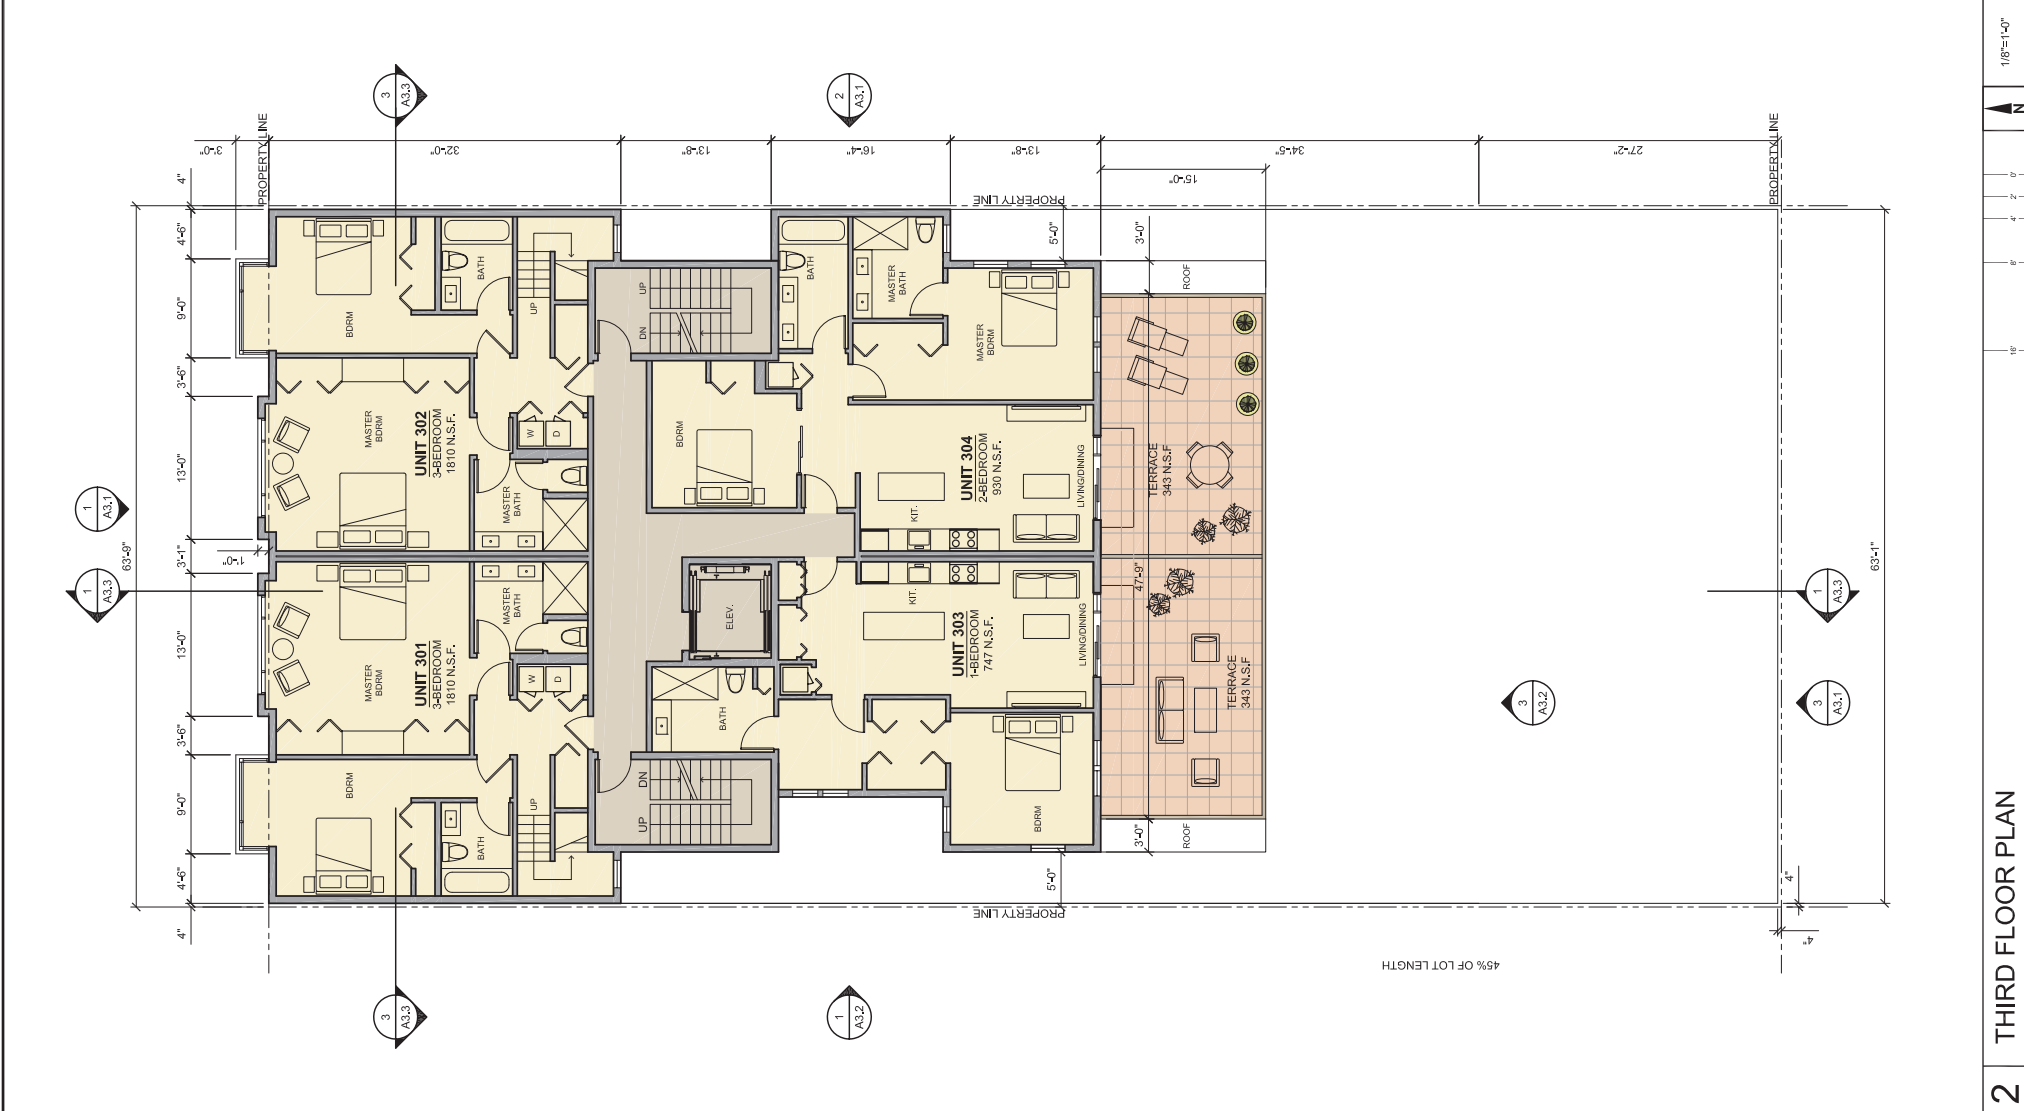 3
A3.3
2
A3.1
PROPERTY LINE
PROPERTY LINE
3'-0"
32'-0"
13'-8"
16'-4"
13'-8"
34'-5"
27'-2"
15'-0"
4"
4'-6"
9'-0"
3'-6"
13'-0"
3'-1"
1'-0"
13'-0"
3'-6"
9'-0"
4'-6"
4"
63'-9"
1
A3.1
1
A3.3
PROPERTY LINE
5'-0"
3'-0"
ROOF
BDRM
BATH
UP
MASTER
BDRM
UNIT 302
3-BEDROOM
1810 N.S.F.
W
D
MASTER
BATH
UP
DN
BATH
MASTER
BATH
MASTER
BDRM
BDRM
UNIT 304
2-BEDROOM
930 N.S.F.
KIT.
LIVING/DINING
TERRACE
343 N.S.F
47'-9"
MASTER
BDRM
UNIT 301
3-BEDROOM
1810 N.S.F.
MASTER
BATH
W
D
ELEV.
KIT.
UNIT 303
1-BEDROOM
747 N.S.F.
LIVING/DINING
TERRACE
343 N.S.F
BATH
BDRM
BATH
UP
UP
DN
BDRM
3'-0"
ROOF
5'-0"
PROPERTY LINE
1
A3.3
3
A3.2
3
A3.1
63'-1"
4"
4"
45% OF LOT LENGTH
3
A3.3
1
A3.2
2
THIRD FLOOR PLAN
16'
8'
4'
2'
0'
N
1/8"=1'-0"